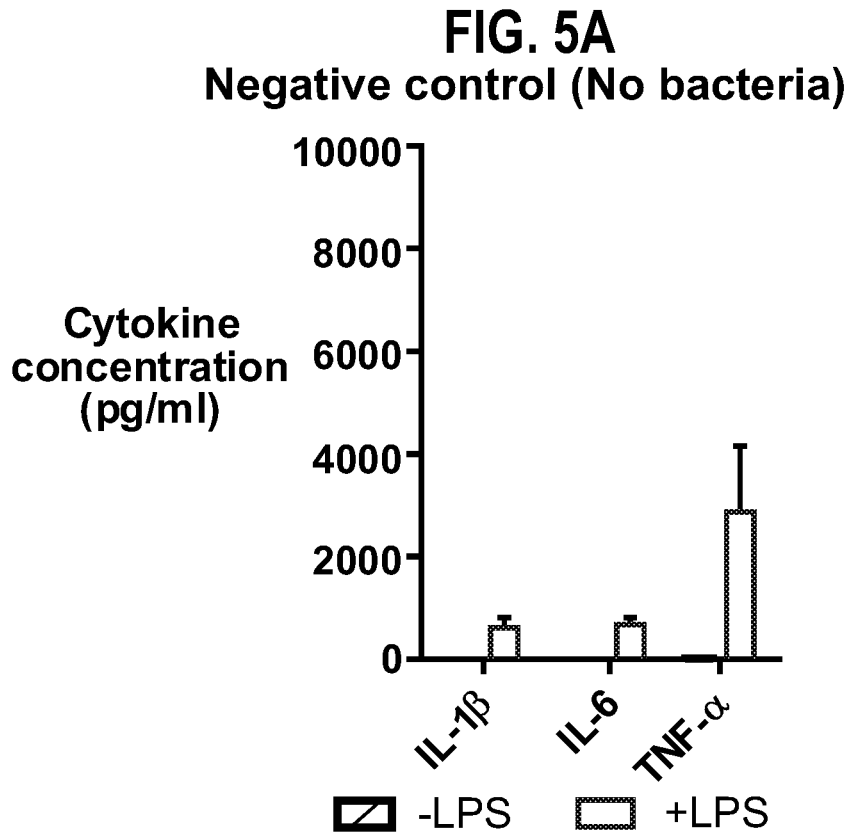 FIG. 5A
Negative control (No bacteria)
10000
8000
6000
4000
2000
0
Cytokine
concentration
(pg/ml)
IL-1β
IL-6
TNF-α
-LPS
+LPS